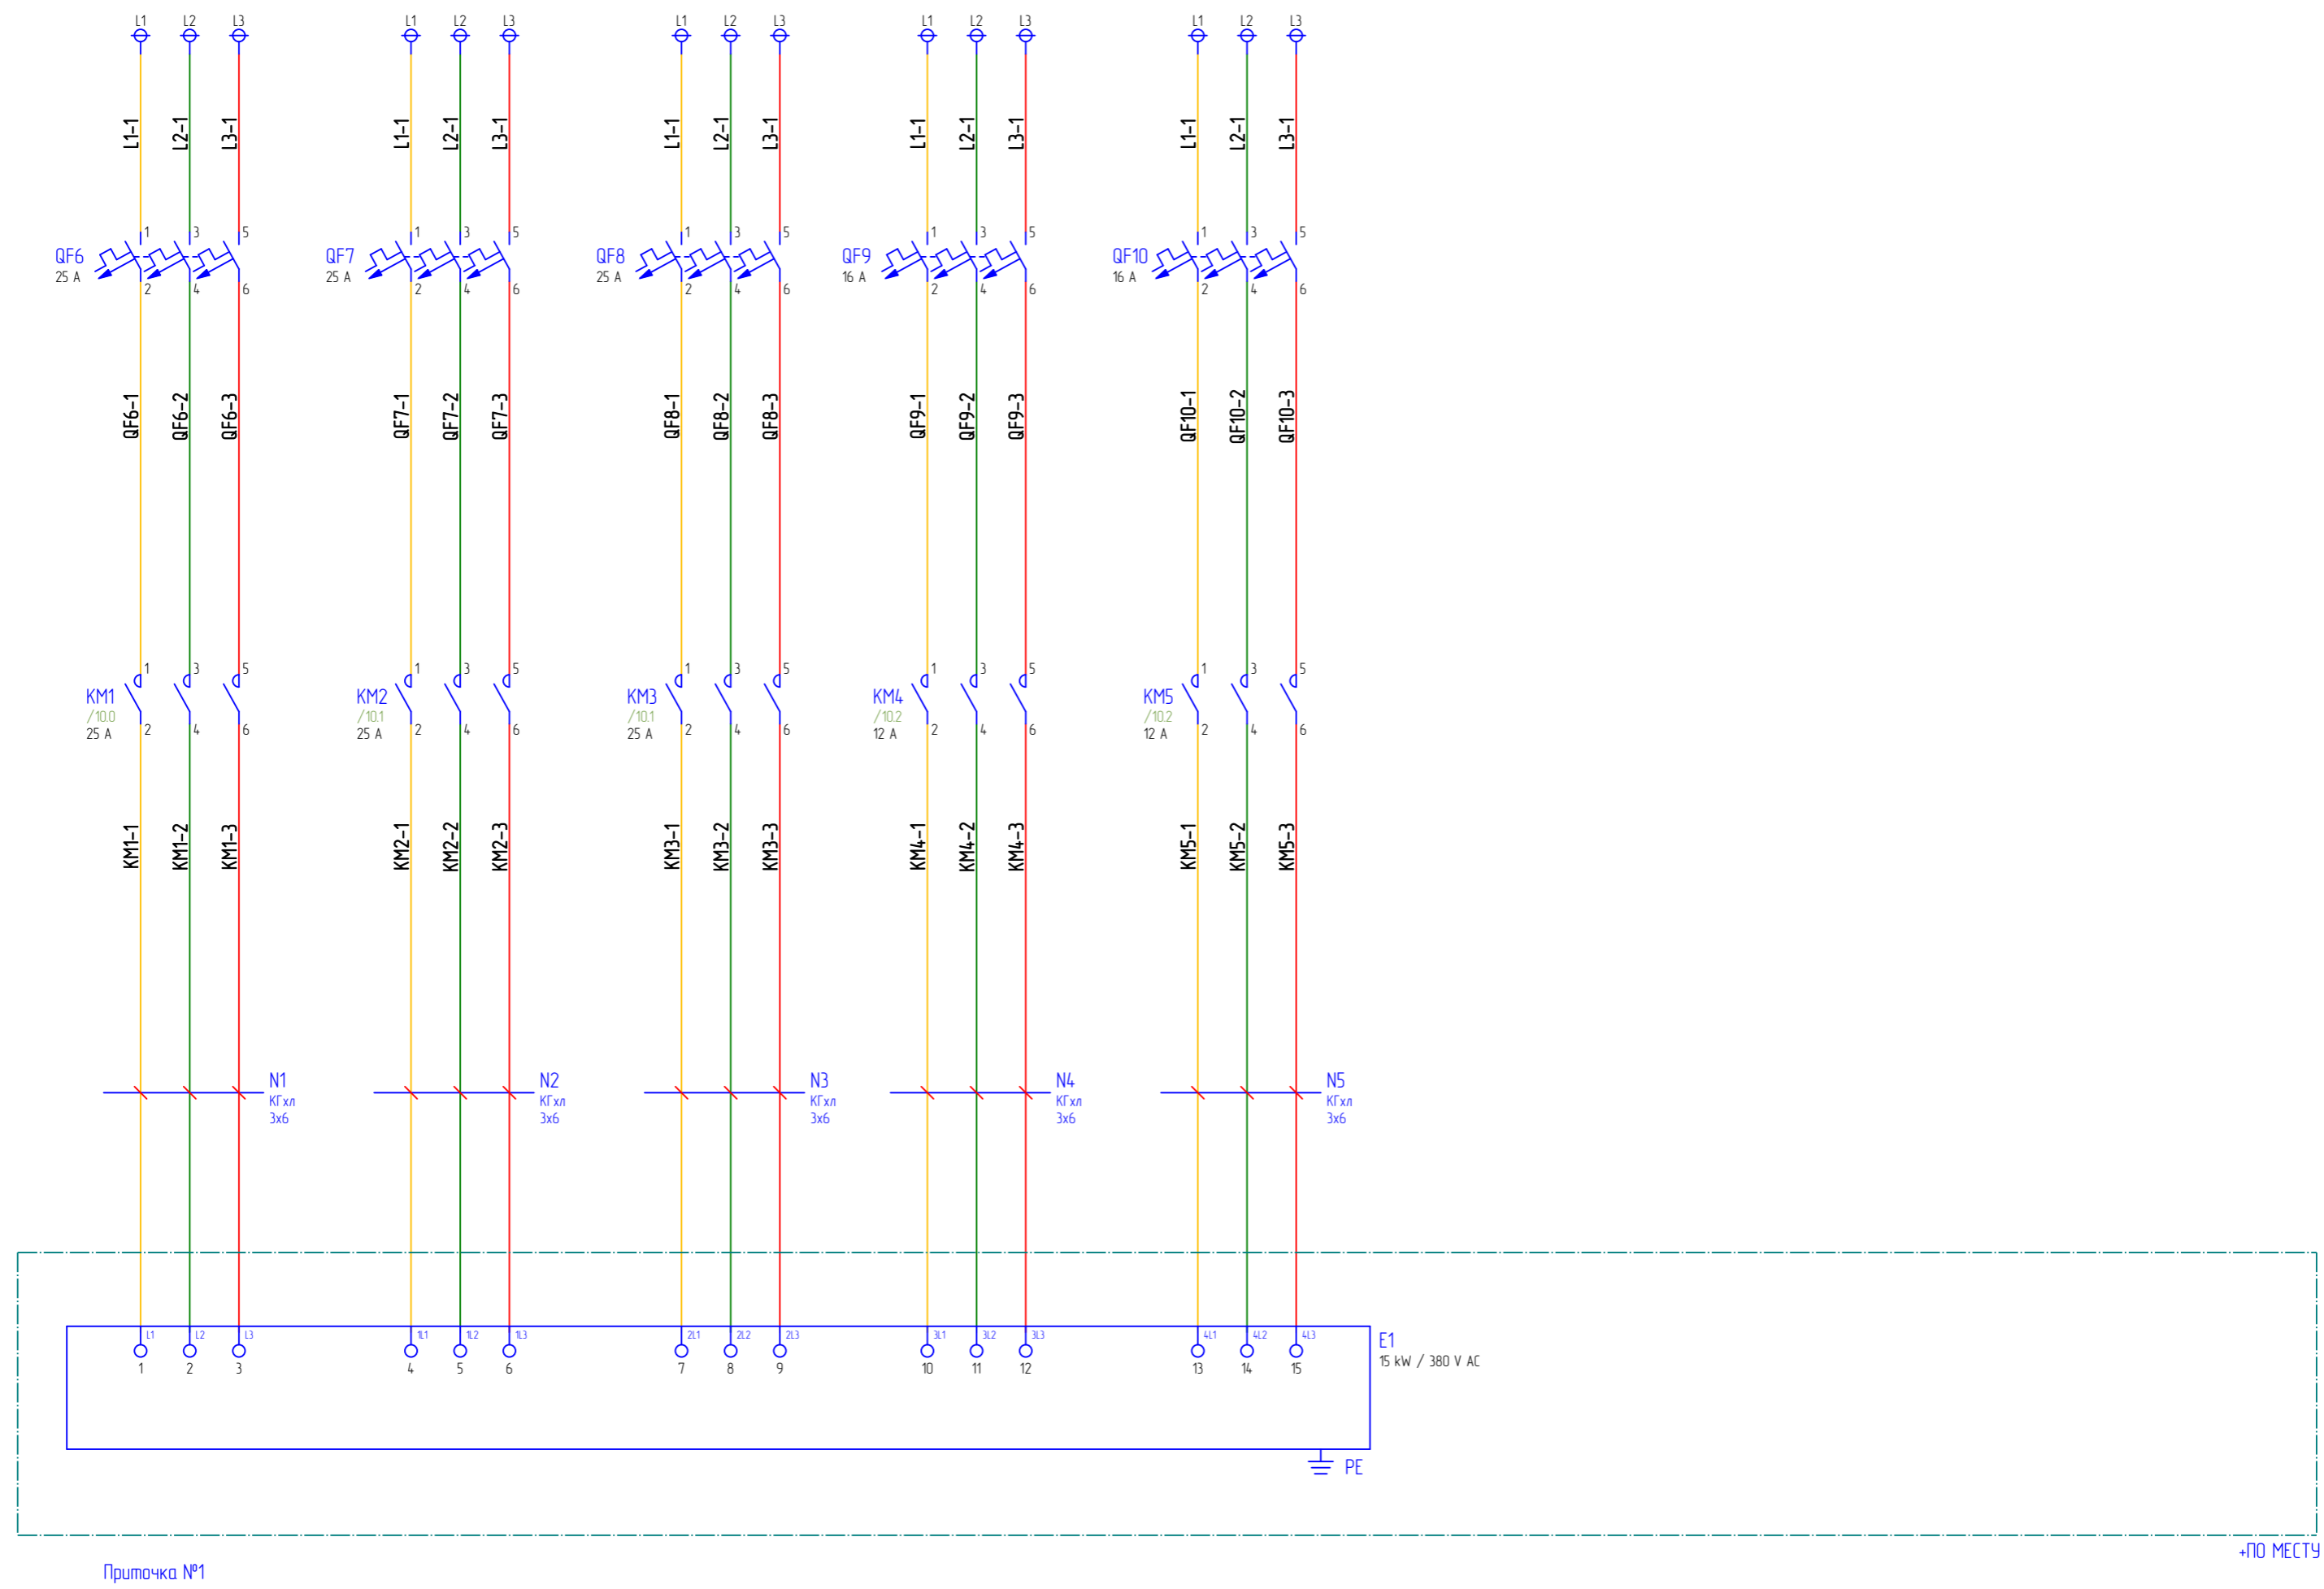 L1 L2 L3 L1 L2 L3 L1 L2 L3 L1 L2 L3 L1 L2 L3
L1-1 L2-1 L3-1 L1-1 L2-1 L3-1 L1-1 L2-1 L3-1 L1-1 L2-1 L3-1 L1-1 L2-1 L3-1
1 3 5 1 3 5 1 3 5 1 3 5 1 3 5
QF6 QF7 QF8 QF9 QF10
25 A 25 A 25 A 16 A 16 A
2 4 6 2 4 6 2 4 6 2 4 6 2 4 6
QF6-1 QF6-2 QF6-3 QF7-1 QF7-2 QF7-3 QF8-1 QF8-2 QF8-3 QF9-1 QF9-2 QF9-3 QF10-1 QF10-2 QF10-3
1 3 5 1 3 5 1 3 5 1 3 5 1 3 5
KM1 KM2 KM3 KM4 KM5
/10.0 /10.1 /10.1 /10.2 /10.2
25 A 25 A 25 A 12 A 12 A
2 4 6 2 4 6 2 4 6 2 4 6 2 4 6
KM1-1 KM1-2 KM1-3 KM2-1 KM2-2 KM2-3 KM3-1 KM3-2 KM3-3 KM4-1 KM4-2 KM4-3 KM5-1 KM5-2 KM5-3
N1 N2 N3 N4 N5
КГхл КГхл КГхл КГхл КГхл
3x6 3x6 3x6 3x6 3x6
L1 L2 L3 1L1 1L2 1L3 2L1 2L2 2L3 3L1 3L2 3L3 4L1 4L2 4L3
E1
15 kW / 380 V AC
1 2 3 4 5 6 7 8 9 10 11 12 13 14 15
PE
+ПО МЕСТУ
Приточка №1